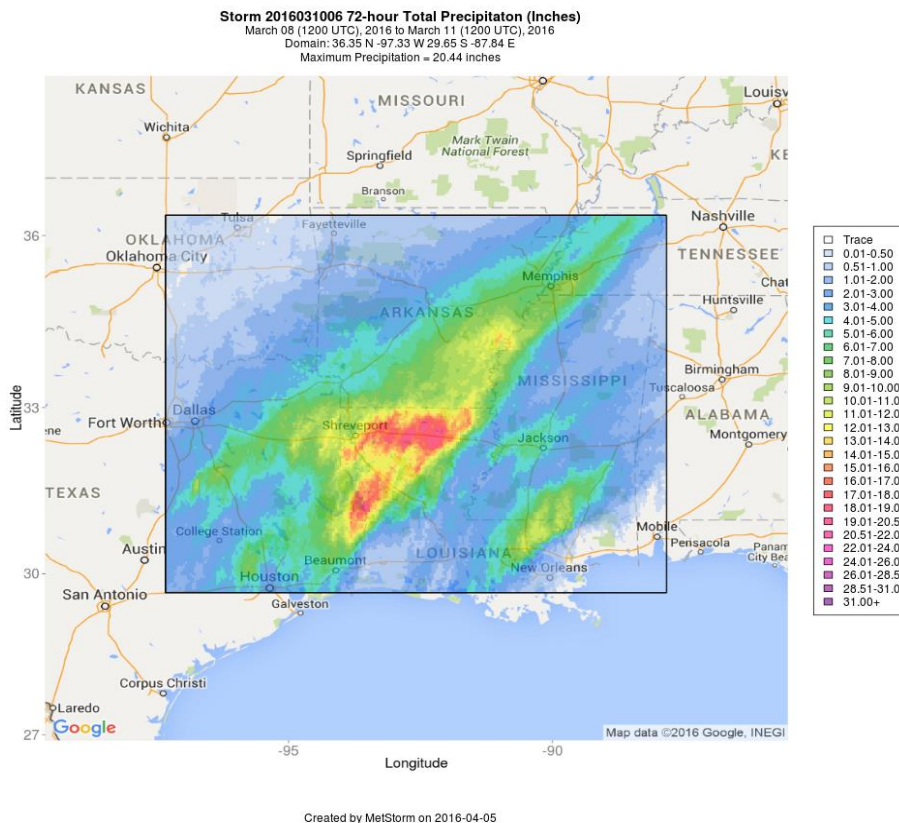 Storm 2016031006 72-hour Total Precipitaton (Inches)
March 08 (1200 UTC), 2016 to March 11 (1200 UTC), 2016
Domain: 36.35 N -97.33 W 29.65 S -87.84 E
Maximum Precipitation = 20.44 inches
KANSAS
MISSOURI
Louisv
Wichita
Mark Twain
National Forest
Springfield
KE
Branson
Nashville
Tulsa
Fayetteville
36
OKLAHOMA
Oklahoma City
TENNESSEE
Memphis
Chat
Huntsville
ARKANSAS
Birmingham
MISSISSIPPI
Tuscaloosa
Latitude
33
Fort Worth
Dallas
ALABAMA
ene
Shreveport
Jackson
Montgomery
TEXAS
College Station
Mobile
Austin
LOUISIANA
Pensacola
Beaumont
Panam
City Bea
30
Houston
New Orleans
San Antonio
Galveston
Corpus Christi
Laredo
Google
Map data ©2016 Google, INEGI
27
-95
-90
Longitude
Trace
0.01-0.50
0.51-1.00
1.01-2.00
2.01-3.00
3.01-4.00
4.01-5.00
5.01-6.00
6.01-7.00
7.01-8.00
8.01-9.00
9.01-10.00
10.01-11.0
11.01-12.0
12.01-13.0
13.01-14.0
14.01-15.0
15.01-16.0
16.01-17.0
17.01-18.0
18.01-19.0
19.01-20.5
20.51-22.0
22.01-24.0
24.01-26.0
26.01-28.5
28.51-31.0
31.00+
Created by MetStorm on 2016-04-05